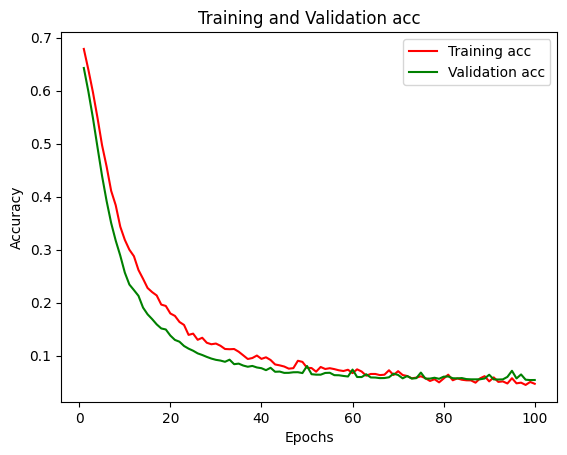 Training and Validation acc
0.7
0.6
0.5
0.4
0.3
0.2
0.1
Accuracy
Training acc
Validation acc
0 20 40 60 80 100
Epochs